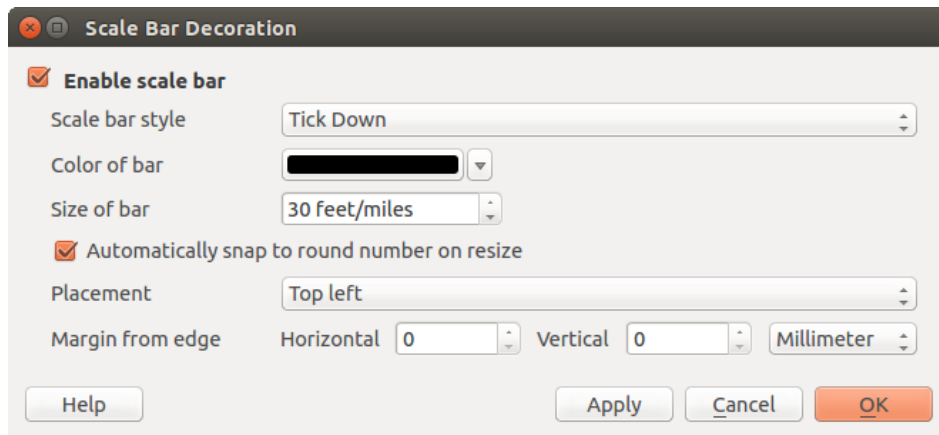 Scale Bar Decoration
Enable scale bar
Scale bar style Tick Down
Color of bar
Size of bar 30 feet/miles
Automatically snap to round number on resize
Placement Top left
Margin from edge Horizontal 0 Vertical 0 Millimeter
Help Apply Cancel OK